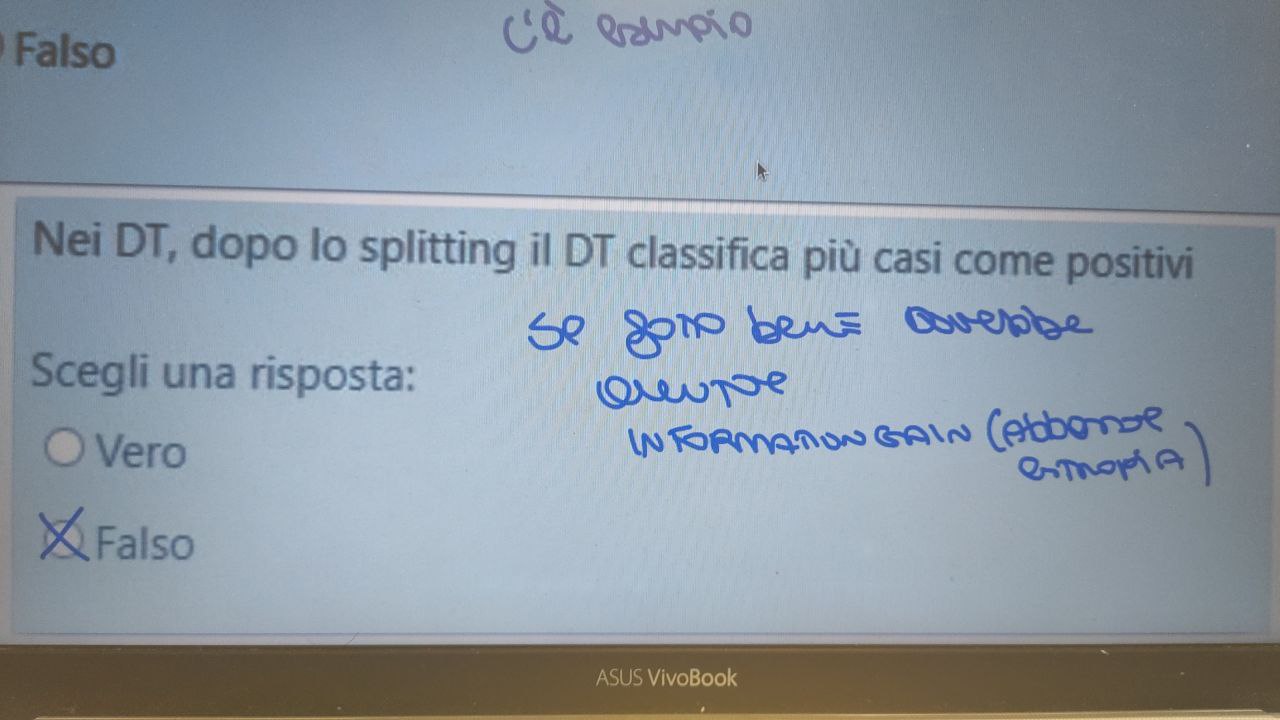 c'è esempio
Falso
Nei DT, dopo lo splitting il DT classifica più casi come positivi
se fatto bene dovrebbe
Scegli una risposta:
INFORMATION GAIN (Abbassare
entropia)
Vero
Falso
ASUS VivoBook